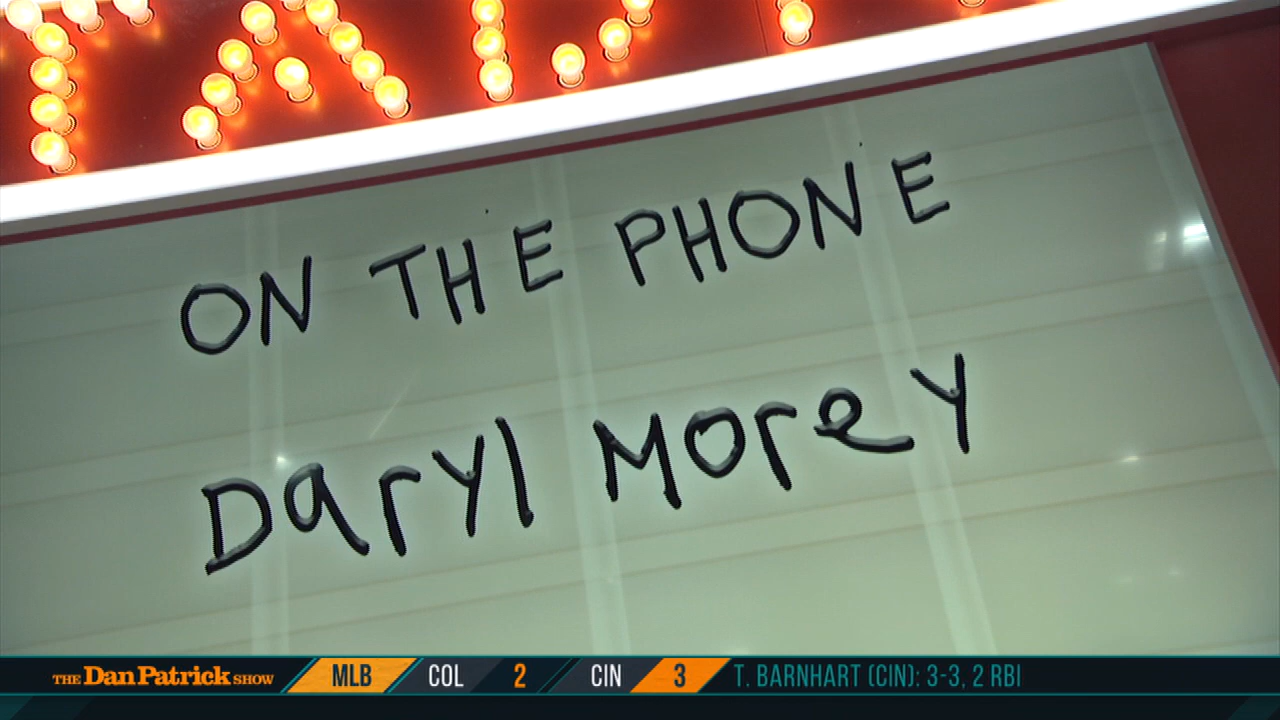 ON THE PHONE
Daryl Morey
THE Dan Patrick SHOW MLB COL 2 CIN 3 T. BARNHART (CIN): 3-3, 2 RBI